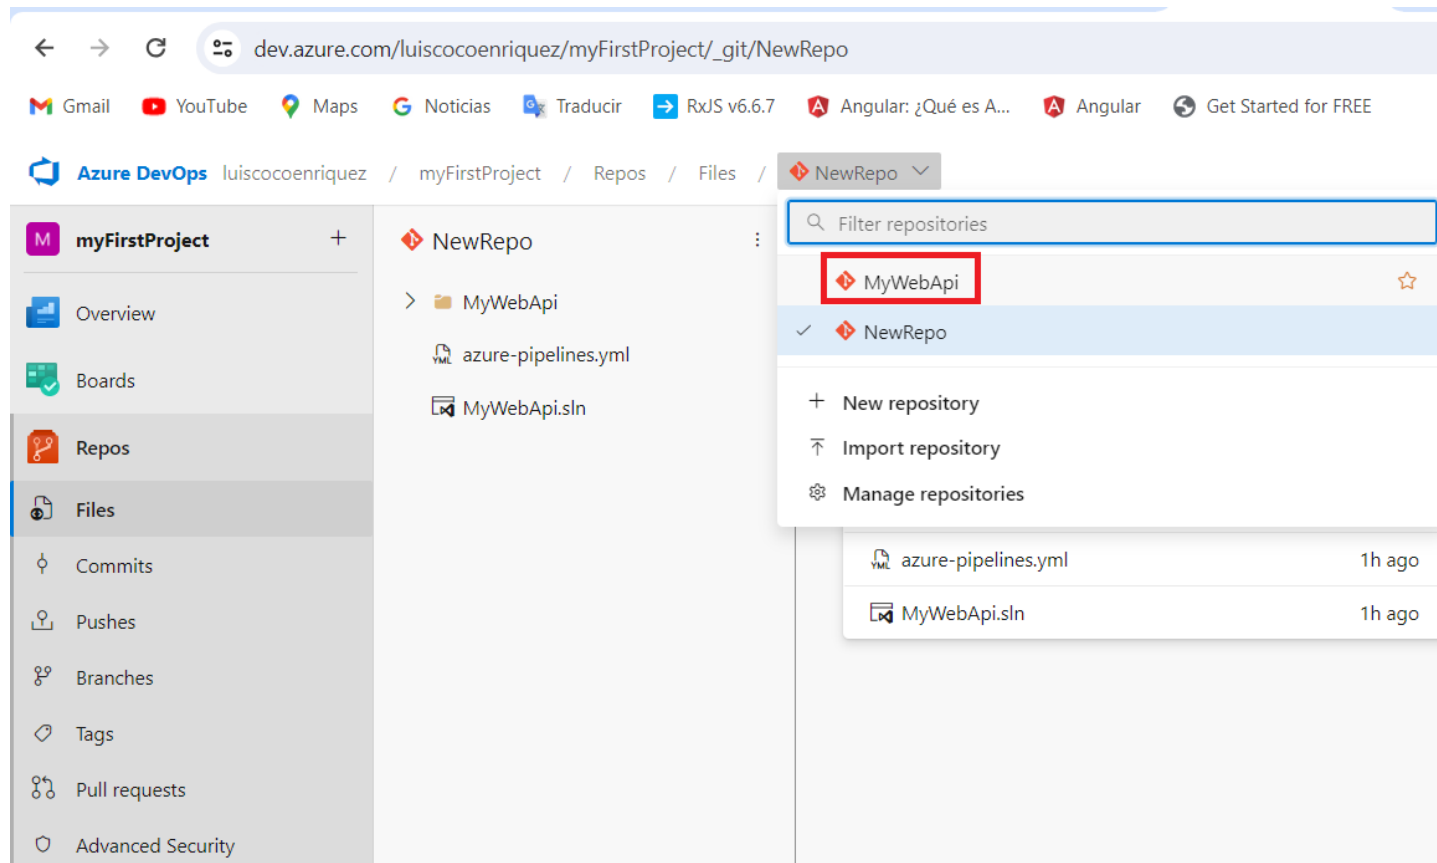 dev.azure.com/luiscocoenriquez/myFirstProject/_git/NewRepo
Gmail YouTube Maps Noticias Traducir RxJS v6.6.7 Angular: ¿Qué es A... Angular Get Started for FREE
Azure DevOps luiscocoenriquez / myFirstProject / Repos / Files / NewRepo
M myFirstProject +
Overview
Boards
Repos
Files
Commits
Pushes
Branches
Tags
Pull requests
Advanced Security
NewRepo
MyWebApi
YML azure-pipelines.yml
MyWebApi.sln
Filter repositories
MyWebApi
NewRepo
+ New repository
Import repository
Manage repositories
YML azure-pipelines.yml 1h ago
MyWebApi.sln 1h ago